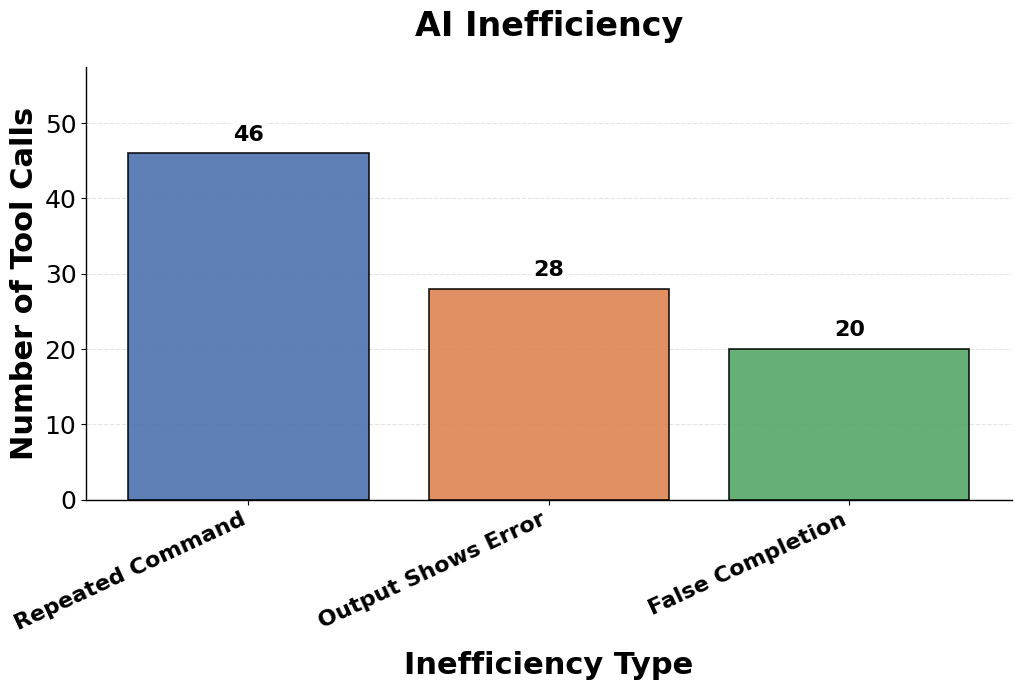 AI Inefficiency
Number of Tool Calls
50
40
30
20
10
0
46
28
20
Repeated Command
Output Shows Error
False Completion
Inefficiency Type